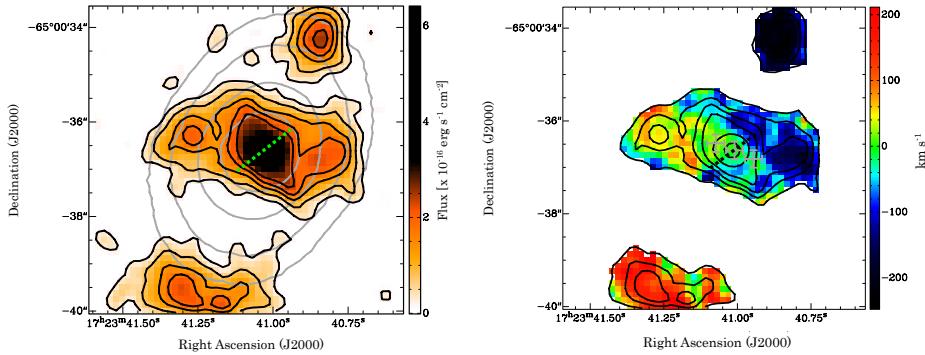 −65°00′34″
−36″
−38″
−40″
17ʰ23ᵐ41.50ˢ
41.25ˢ
41.00ˢ
40.75ˢ
Right Ascension (J2000)
Declination (J2000)
6
4
2
0
Flux [x 10⁻¹⁶ erg s⁻¹ cm⁻²]
−65°00′34″
−36″
−38″
−40″
17ʰ23ᵐ41.50ˢ
41.25ˢ
41.00ˢ
40.75ˢ
Right Ascension (J2000)
Declination (J2000)
200
100
0
−100
−200
km s⁻¹